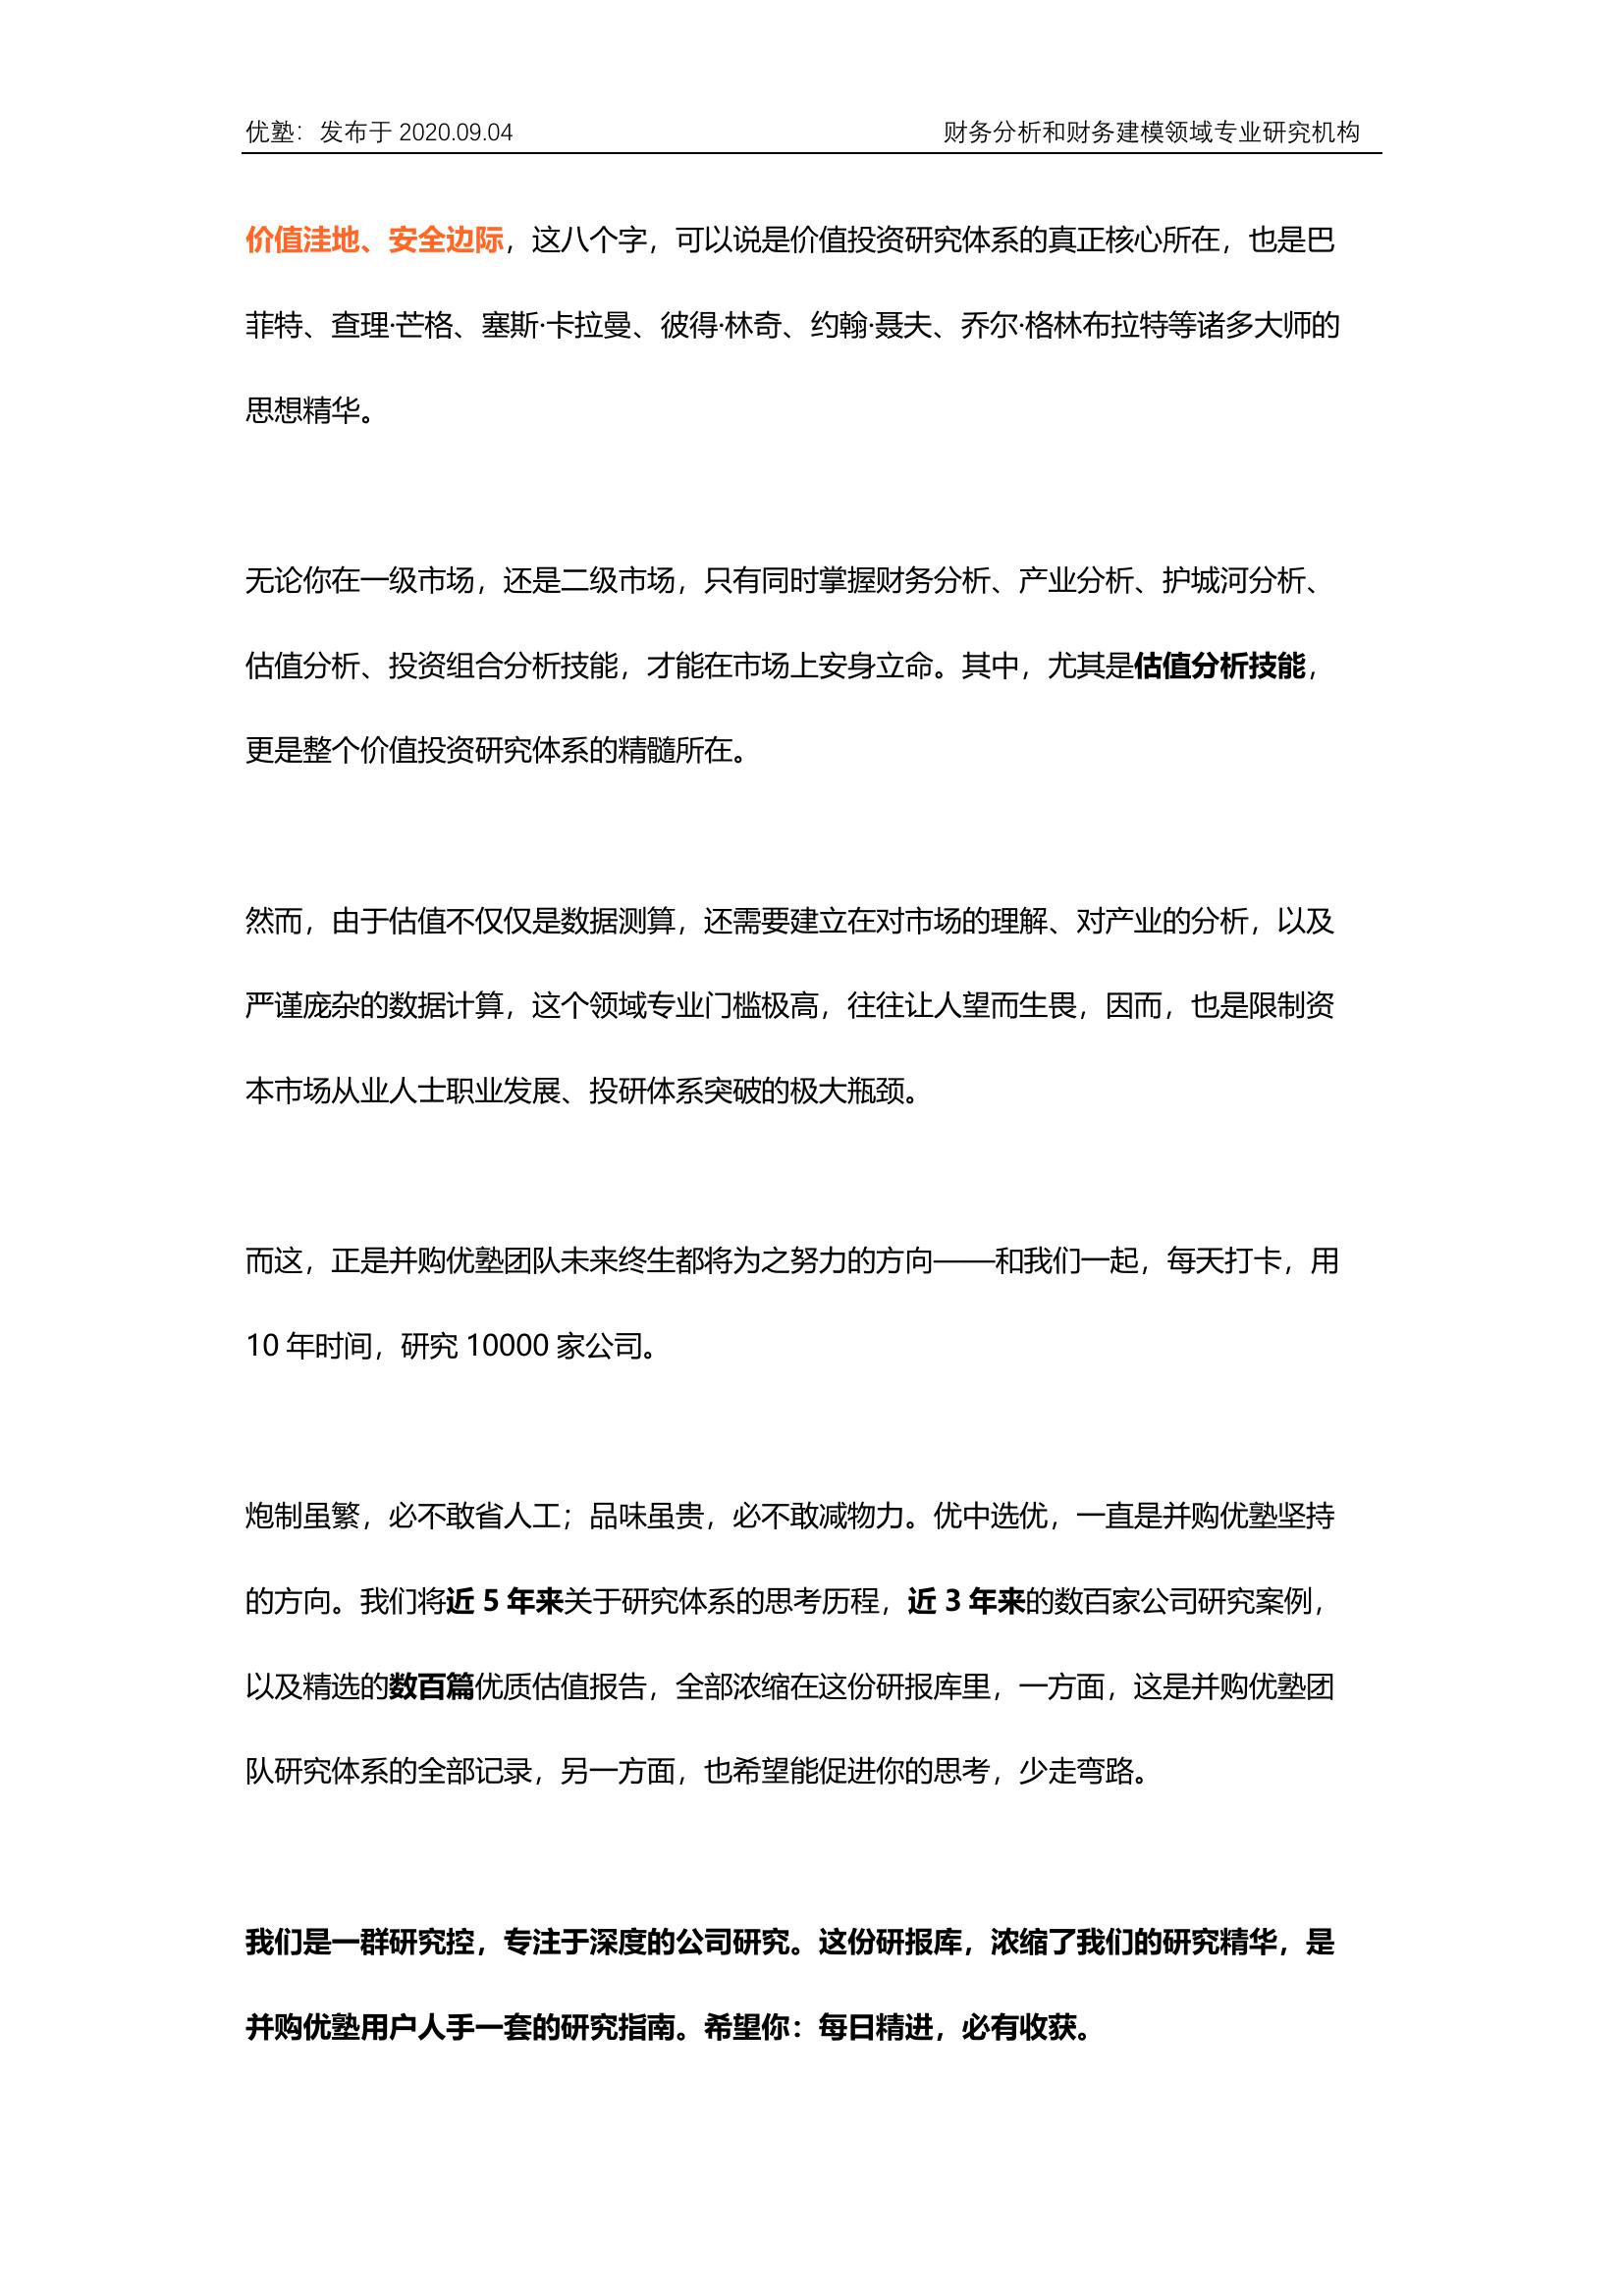 优塾：发布于 2020.09.04 财务分析和财务建模领域专业研究机构
价值洼地、安全边际，这八个字，可以说是价值投资研究体系的真正核心所在，也是巴
菲特、查理·芒格、塞斯·卡拉曼、彼得·林奇、约翰·聂夫、乔尔·格林布拉特等诸多大师的
思想精华。
无论你在一级市场，还是二级市场，只有同时掌握财务分析、产业分析、护城河分析、
估值分析、投资组合分析技能，才能在市场上安身立命。其中，尤其是估值分析技能，
更是整个价值投资研究体系的精髓所在。
然而，由于估值不仅仅是数据测算，还需要建立在对市场的理解、对产业的分析，以及
严谨庞杂的数据计算，这个领域专业门槛极高，往往让人望而生畏，因而，也是限制资
本市场从业人士职业发展、投研体系突破的极大瓶颈。
而这，正是并购优塾团队未来终生都将为之努力的方向——和我们一起，每天打卡，用
10 年时间，研究 10000 家公司。
炮制虽繁，必不敢省人工；品味虽贵，必不敢减物力。优中选优，一直是并购优塾坚持
的方向。我们将近 5 年来关于研究体系的思考历程，近 3 年来的数百家公司研究案例，
以及精选的数百篇优质估值报告，全部浓缩在这份研报库里，一方面，这是并购优塾团
队研究体系的全部记录，另一方面，也希望能促进你的思考，少走弯路。
我们是一群研究控，专注于深度的公司研究。这份研报库，浓缩了我们的研究精华，是
并购优塾用户人手一套的研究指南。希望你：每日精进，必有收获。